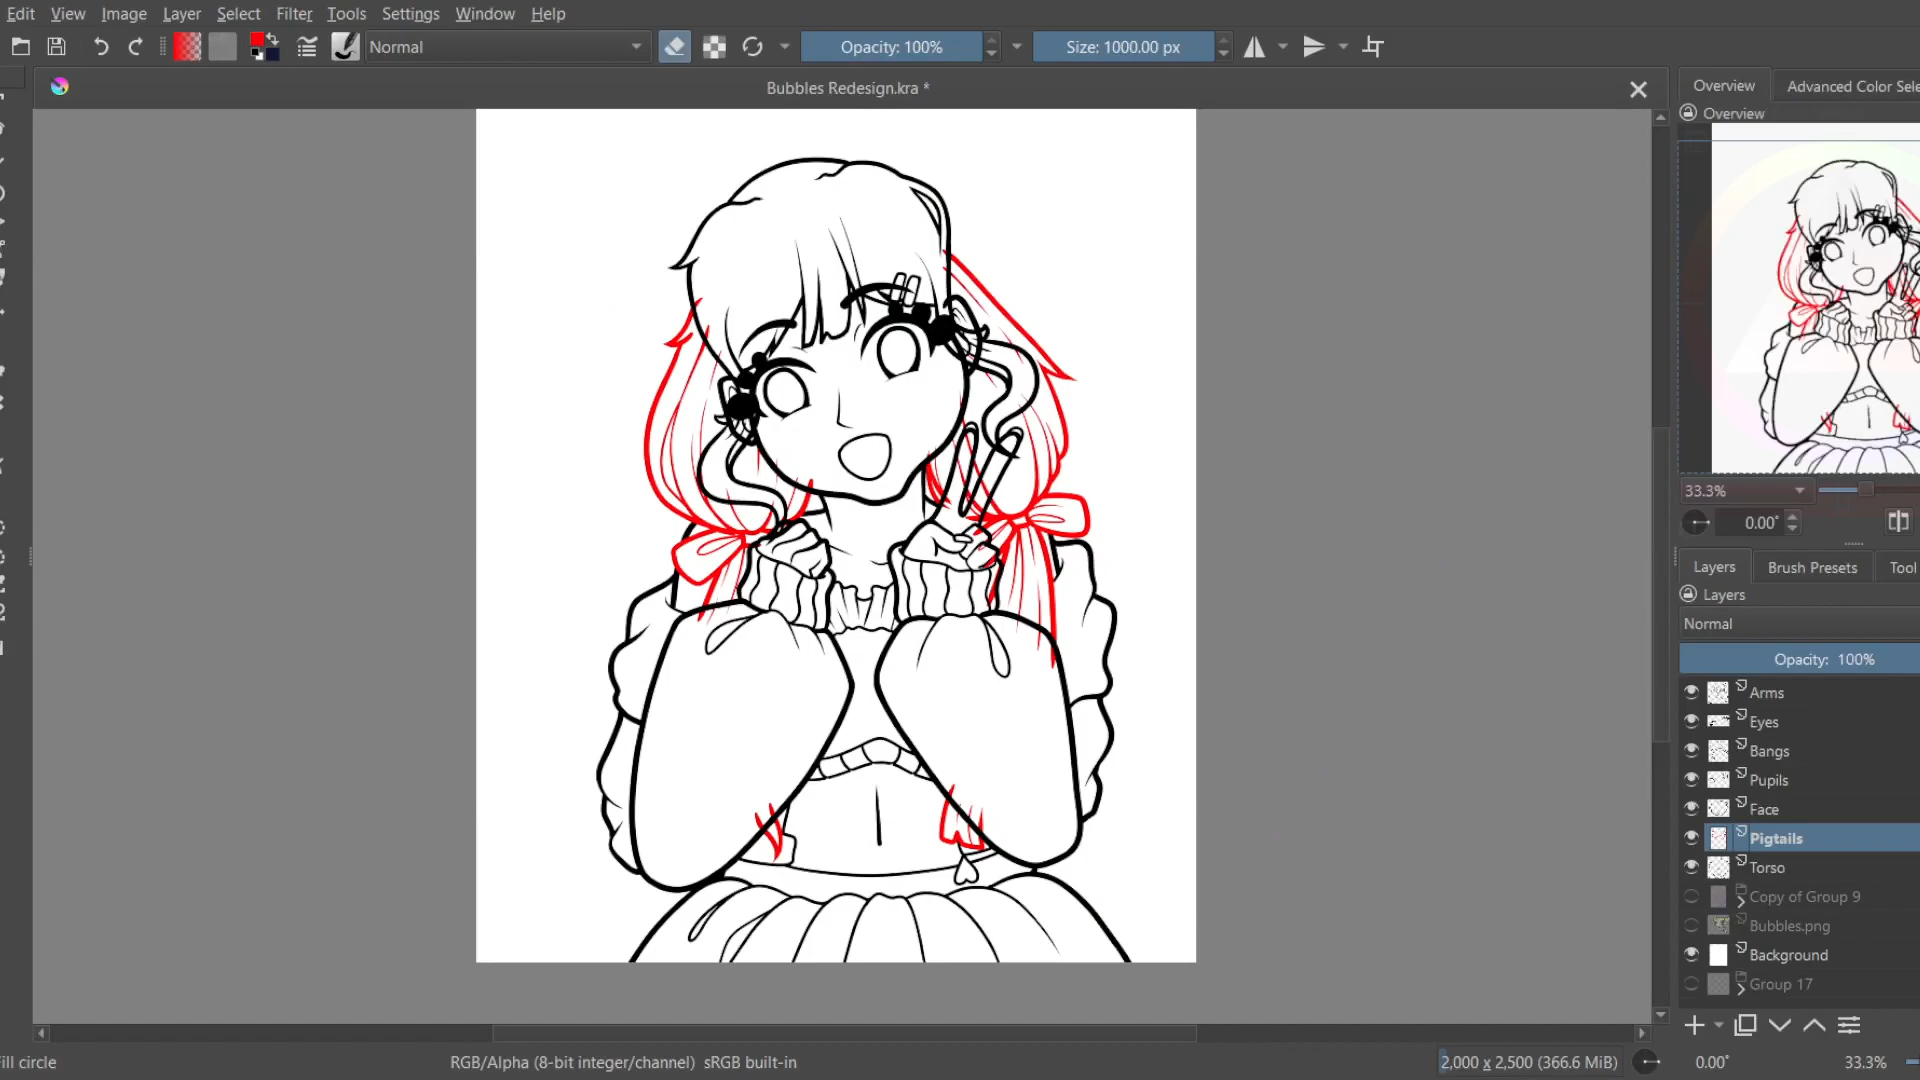 Edit View Image Layer Select Filter Tools Settings Window Help
Normal
Opacity: 100%
Size: 1000.00 px
Bubbles Redesign.kra *
Overview
Advanced Color Sele
Overview
33.3%
0.00°
Layers
Brush Presets
Tool
Layers
Normal
Opacity: 100%
Arms
Eyes
Bangs
Pupils
Face
Pigtails
Torso
Copy of Group 9
Bubbles.png
Background
Group 17
ill circle
RGB/Alpha (8-bit integer/channel) sRGB built-in
2,000 x 2,500 (366.6 MiB)
0.00°
33.3%